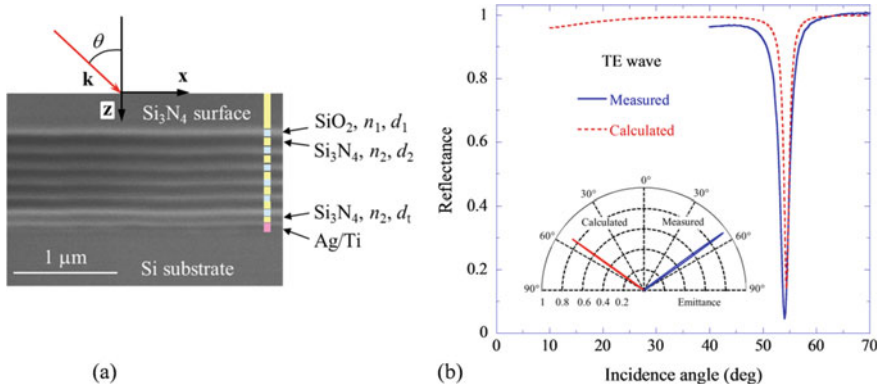 θ
k
x
z
Si₃N₄ surface
SiO₂, n₁, d₁
Si₃N₄, n₂, d₂
Si₃N₄, n₂, dₜ
Ag/Ti
1 μm
Si substrate
(a)
1
0.8
0.6
0.4
0.2
0
Reflectance
TE wave
Measured
Calculated
0°
30° 30°
Calculated Measured
60° 60°
90° 90°
1 0.8 0.6 0.4 0.2 Emittance
0 10 20 30 40 50 60 70
(b) Incidence angle (deg)